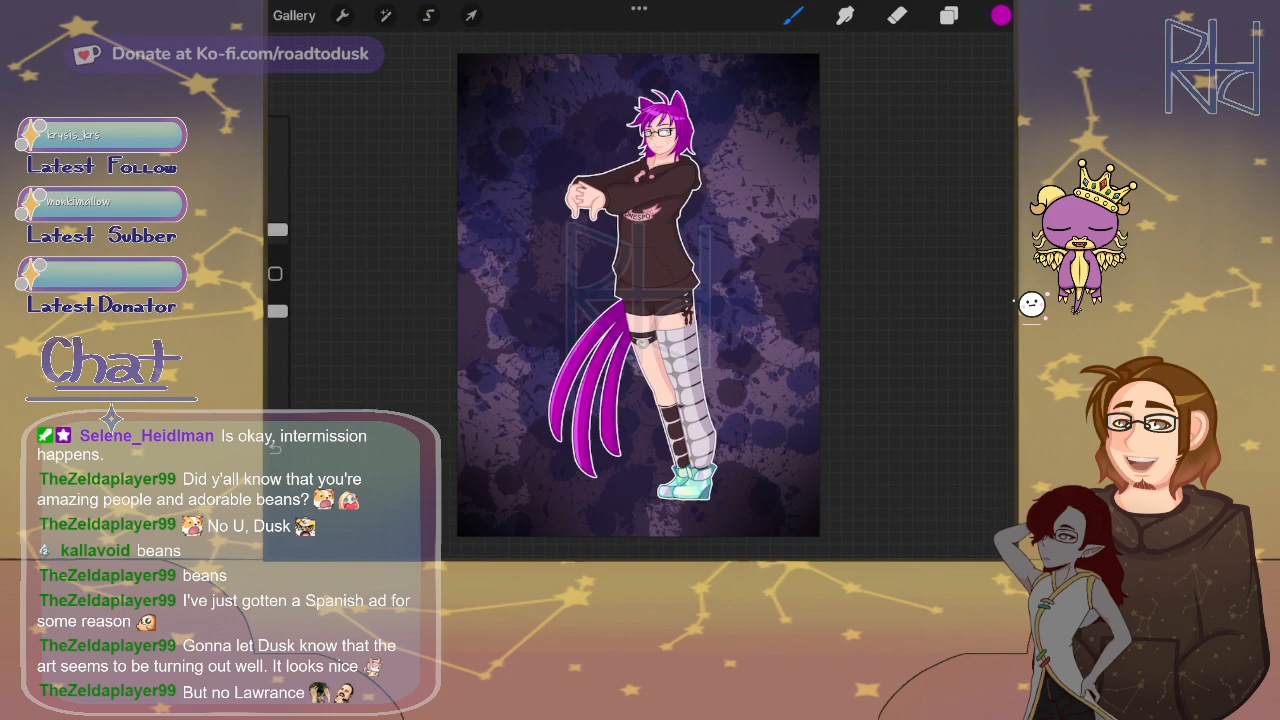 Gallery
Donate at Ko-fi.com/roadtodusk
RHd
krysis_krs
Latest Follow
monkimallow
Latest Subber
Latest Donator
Chat
Selene_Heidlman Is okay, intermission
happens.
TheZeldaplayer99 Did y'all know that you're
amazing people and adorable beans?
TheZeldaplayer99 No U, Dusk
kallavoid beans
TheZeldaplayer99 beans
TheZeldaplayer99 I've just gotten a Spanish ad for
some reason
TheZeldaplayer99 Gonna let Dusk know that the
art seems to be turning out well. It looks nice
TheZeldaplayer99 But no Lawrance